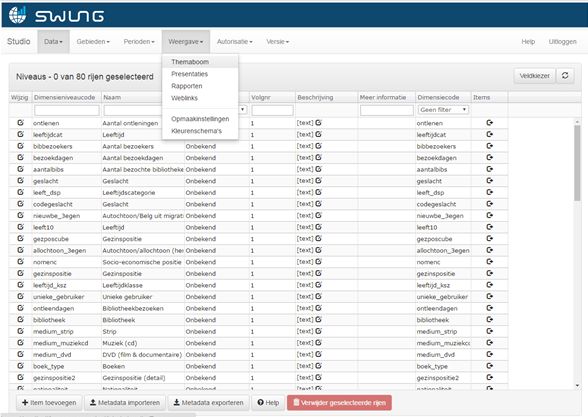 SWING
Studio Data Gebieden Perioden Weergave Autorisatie Versie Help Uitloggen
Themaboom
Presentaties
Rapporten
Weblinks
Opmaakinstellingen
Kleurenschema's
Niveaus - 0 van 80 rijen geselecteerd Veldkiezer
Wijzig Dimensieniveaucode Naam Volgnr Beschrijving Meer informatie Dimensiecode Items
Geen filter
ontlenen Aantal ontleningen 1 [text] ontlenen
leeftijdcat Leeftijd 1 [text] leeftijdcat
bibbezoekers Aantal bezoekers 1 [text] bibbezoekers
bezoekdagen Aantal bezoekdagen Onbekend 1 [text] bezoekdagen
aantalbibs Aantal bezochte bibliotheke Onbekend 1 [text] aantalbibs
geslacht Geslacht Onbekend 1 [text] geslacht
leeft_dsp Leeftijdscategorie Onbekend 1 [text] leeft_dsp
codegeslacht Geslacht Onbekend 1 [text] codegeslacht
nieuwbe_3egen Autochtoon/Belg uit migrat Onbekend 1 [text] nieuwbe_3egen
leeft10 Leeftijd Onbekend 1 [text] leeft10
gezposcube Gezinspositie Onbekend 1 [text] gezposcube
allochtoon_3egen Autochtoon/allochtoon (he Onbekend 1 [text] allochtoon_3egen
nomenc Socio-economische positie Onbekend 1 [text] nomenc
gezinspositie Gezinspositie Onbekend 1 [text] gezinspositie
leeftijd_ksz Leeftijdklasse Onbekend 1 [text] leeftijd_ksz
unieke_gebruiker Unieke gebruiker Onbekend 1 [text] unieke_gebruiker
ontleendagen Bibliotheekbezoeken Onbekend 1 [text] ontleendagen
bibliotheek Bibliotheek Onbekend 1 [text] bibliotheek
medium_strip Strip Onbekend 1 [text] medium_strip
medium_muziekcd Muziek (cd) Onbekend 1 [text] medium_muziekcd
medium_dvd DVD (film & documentaire) Onbekend 1 [text] medium_dvd
boek_type Boeken Onbekend 1 [text] boek_type
gezinspositie2 Gezinspositie (detail) Onbekend 1 [text] gezinspositie2
nationaliteit Nationaliteit Onbekend 1 [text] nationaliteit
Item toevoegen Metadata importeren Metadata exporteren Help Verwijder geselecteerde rijen